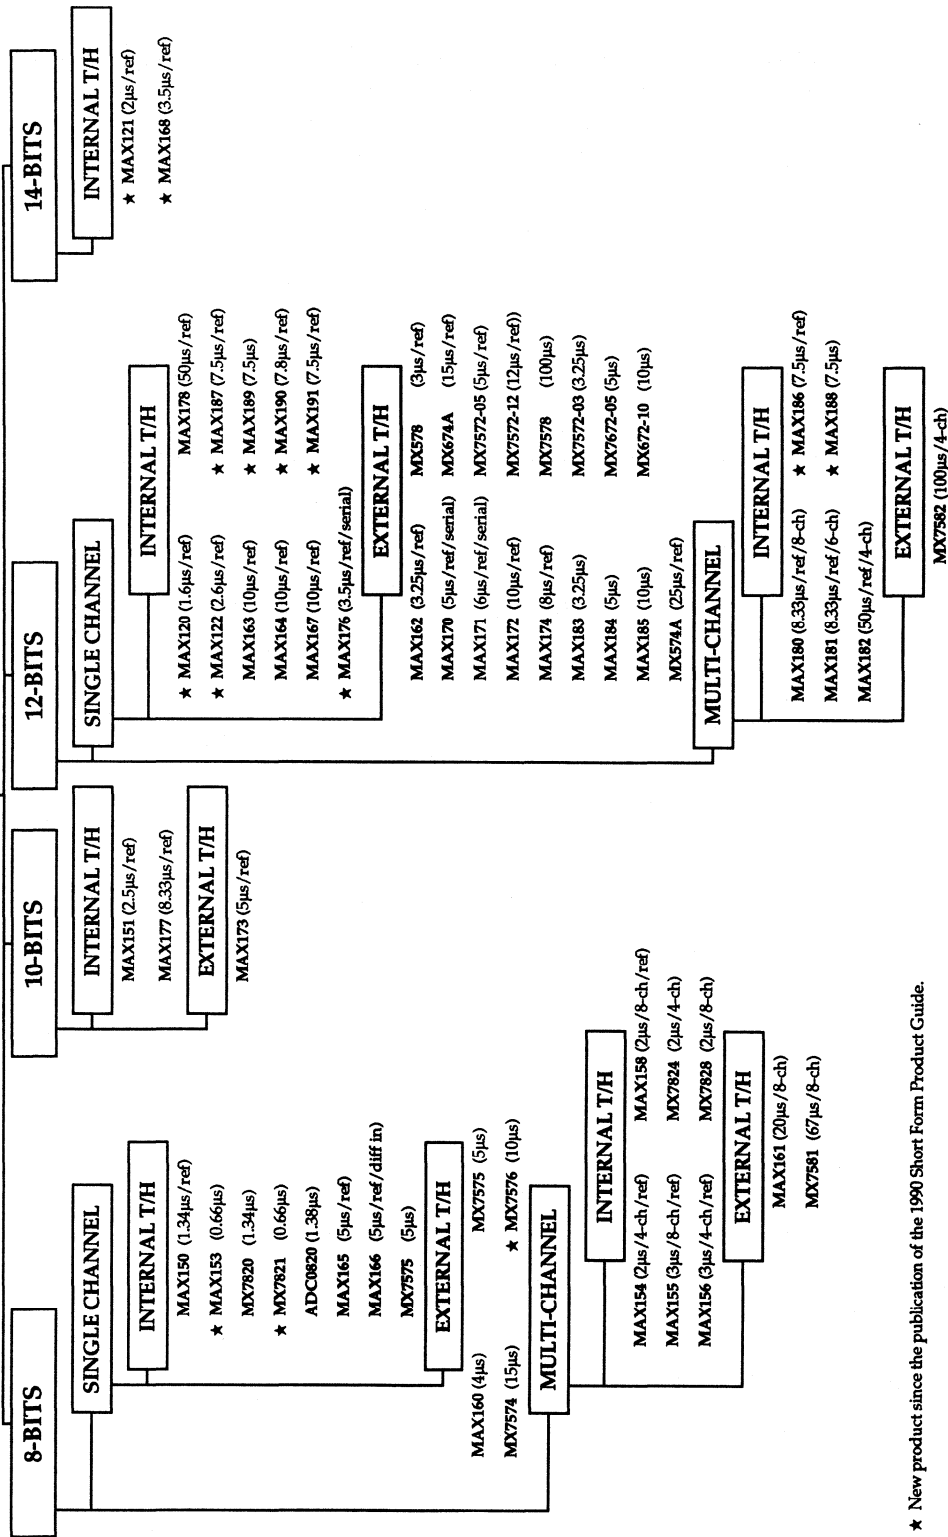 8-BITS
SINGLE CHANNEL
INTERNAL T/H
MAX150 (1.34µs/ref)
★ MAX153 (0.66µs)
MX7820 (1.34µs)
★ MX7821 (0.66µs)
ADC0820 (1.38µs)
MAX165 (5µs/ref)
MAX166 (5µs/ref/diff in)
MX7575 (5µs)
EXTERNAL T/H
MAX160 (4µs) MX7575 (5µs)
MX7574 (15µs) ★ MX7576 (10µs)
MULTI-CHANNEL
INTERNAL T/H
MAX154 (2µs/4-ch/ref) MAX158 (2µs/8-ch/ref)
MAX155 (3µs/8-ch/ref) MX7824 (2µs/4-ch)
MAX156 (3µs/4-ch/ref) MX7828 (2µs/8-ch)
EXTERNAL T/H
MAX161 (20µs/8-ch)
MX7581 (67µs/8-ch)
10-BITS
INTERNAL T/H
MAX151 (2.5µs/ref)
MAX177 (8.33µs/ref)
EXTERNAL T/H
MAX173 (5µs/ref)
12-BITS
SINGLE CHANNEL
INTERNAL T/H
★ MAX120 (1.6µs/ref) MAX178 (50µs/ref)
★ MAX122 (2.6µs/ref) ★ MAX187 (7.5µs/ref)
MAX163 (10µs/ref) ★ MAX189 (7.5µs)
MAX164 (10µs/ref) ★ MAX190 (7.8µs/ref)
MAX167 (10µs/ref) ★ MAX191 (7.5µs/ref)
★ MAX176 (3.5µs/ref/serial)
EXTERNAL T/H
MAX162 (3.25µs/ref) MX578 (3µs/ref)
MAX170 (5µs/ref/serial) MX674A (15µs/ref)
MAX171 (6µs/ref/serial) MX7572-05 (5µs/ref)
MAX172 (10µs/ref) MX7572-12 (12µs/ref))
MAX174 (8µs/ref) MX7578 (100µs)
MAX183 (3.25µs) MX7572-03 (3.25µs)
MAX184 (5µs) MX7672-05 (5µs)
MAX185 (10µs) MX672-10 (10µs)
MX574A (25µs/ref)
MULTI-CHANNEL
INTERNAL T/H
MAX180 (8.33µs/ref/8-ch) ★ MAX186 (7.5µs/ref)
MAX181 (8.33µs/ref/6-ch) ★ MAX188 (7.5µs)
MAX182 (50µs/ref/4-ch)
EXTERNAL T/H
MX7582 (100µs/4-ch)
14-BITS
INTERNAL T/H
★ MAX121 (2µs/ref)
★ MAX168 (3.5µs/ref)
★ New product since the publication of the 1990 Short Form Product Guide.